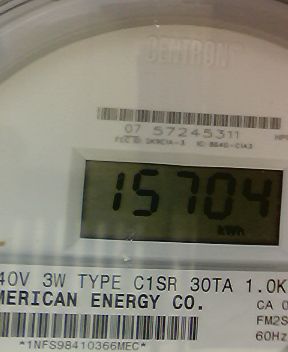 CENTRON
07 57245311
15704
kWh
40V 3W TYPE C1SR 30TA 1.0K
MERICAN ENERGY CO.
CA 0
FM2S
60Hz
*1NFS98410366MEC*